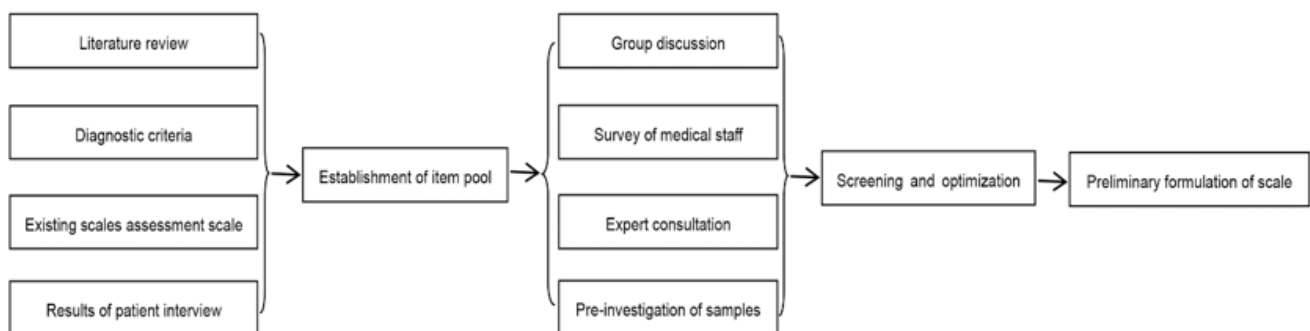 Literature review
Diagnostic criteria
Existing scales assessment scale
Results of patient interview
Establishment of item pool
Group discussion
Survey of medical staff
Expert consultation
Pre-investigation of samples
Screening and optimization
Preliminary formulation of scale